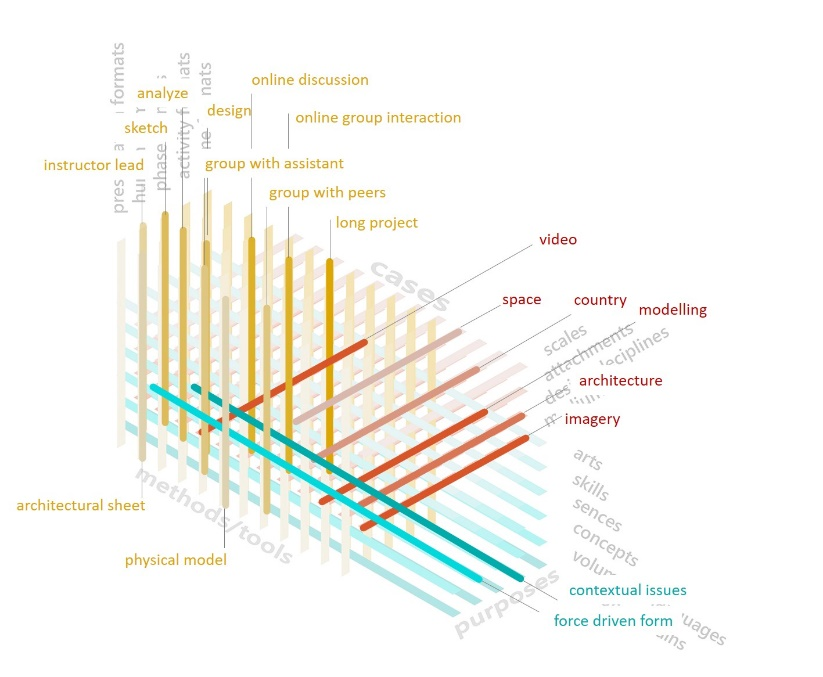 online discussion
analyze
design
online group interaction
sketch
instructor lead
group with assistant
group with peers
long project
video
space
country
modelling
cases
scales
attachments
architecture
imagery
arts
skills
sences
concepts
architectural sheet
methods/tools
physical model
purposes
contextual issues
force driven form
formats
phase